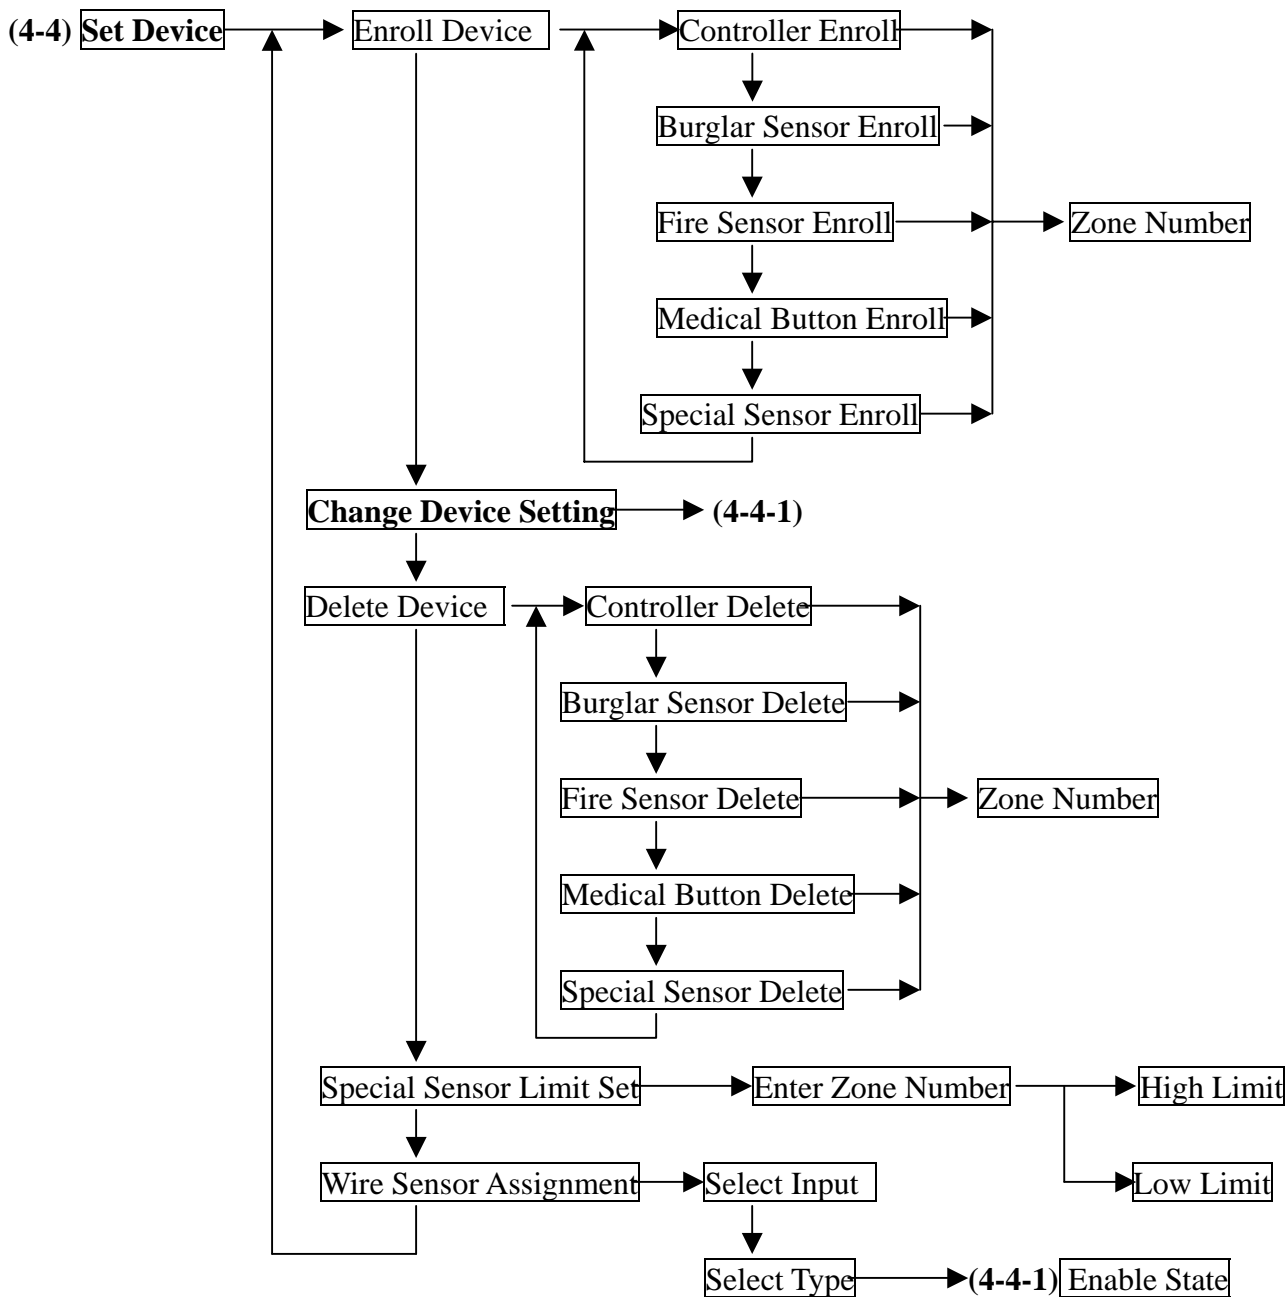 (4-4) Set Device Enroll Device Controller Enroll
Burglar Sensor Enroll
Fire Sensor Enroll Zone Number
Medical Button Enroll
Special Sensor Enroll
Change Device Setting (4-4-1)
Delete Device Controller Delete
Burglar Sensor Delete
Fire Sensor Delete Zone Number
Medical Button Delete
Special Sensor Delete
Special Sensor Limit Set Enter Zone Number High Limit
Wire Sensor Assignment Select Input Low Limit
Select Type (4-4-1) Enable State